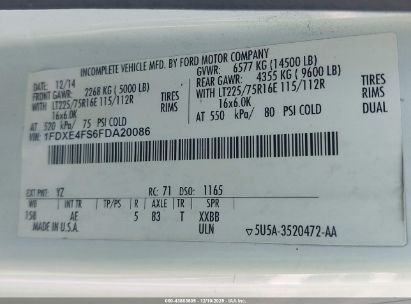 INCOMPLETE VEHICLE MFD. BY FORD MOTOR COMPANY
DATE: 12/14 GVWR: 6577 KG (14500 LB)
FRONT GAWR: 2268 KG (5000 LB) REAR GAWR: 4355 KG (9600 LB)
WITH LT225/75R16E 115/112R TIRES WITH LT225/75R16E 115/112R TIRES
16x6.0K RIMS 16x6.0K RIMS
AT 520 kPa/ 75 PSI COLD AT 550 kPa/ 80 PSI COLD DUAL
1FDXE4FS6FDA20086
EXT PNT: YZ RC: 71 DSO: 1165
WB INT TR TP/PS R AXLE TR SPR
158 AE 5 83 T XXBB
MADE IN U.S.A. ULN ▽5U5A-3520472-AA